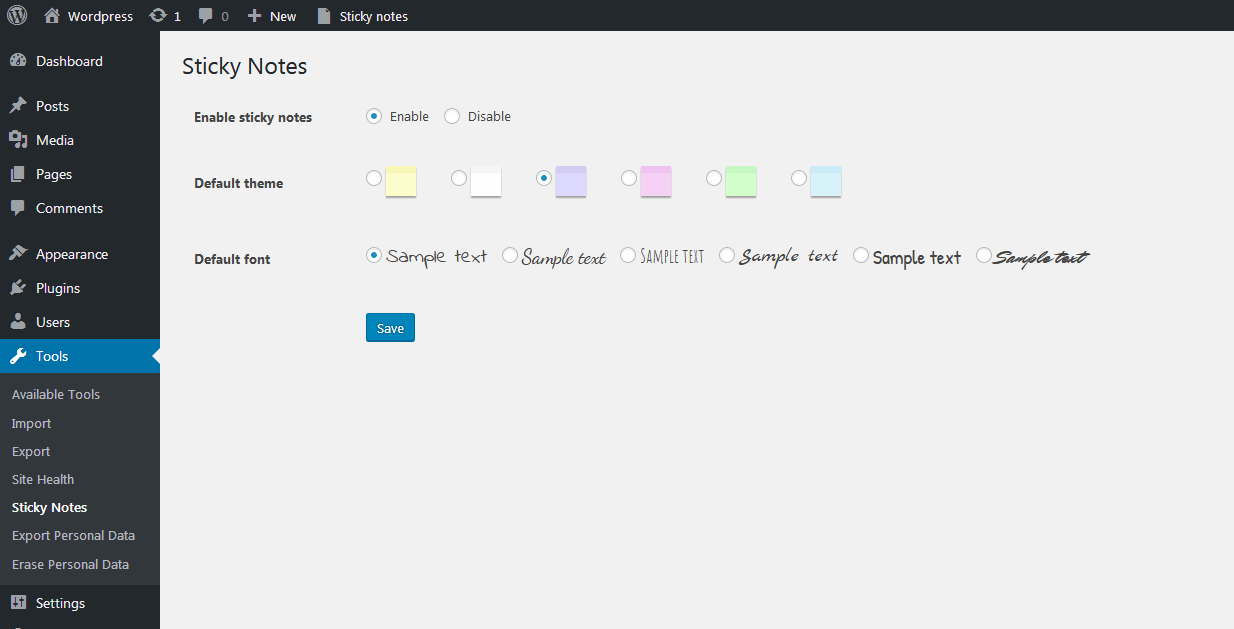 Wordpress 1 0 New Sticky notes
Dashboard
Posts
Media
Pages
Comments
Appearance
Plugins
Users
Tools
Available Tools
Import
Export
Site Health
Sticky Notes
Export Personal Data
Erase Personal Data
Settings
Sticky Notes
Enable sticky notes Enable Disable
Default theme
Default font Sample text Sample text SAMPLE TEXT Sample text Sample text Sample text
Save